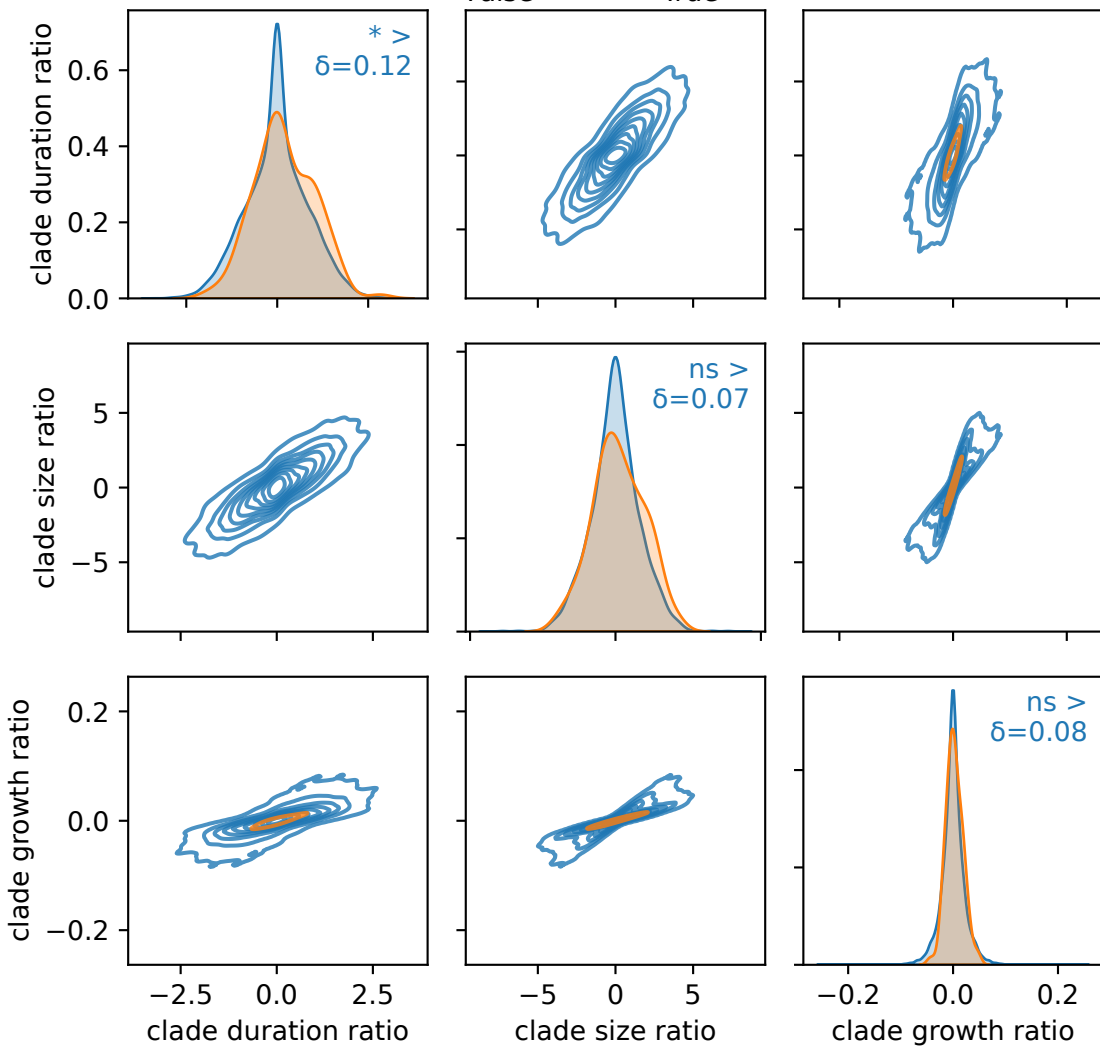 clade duration ratio
0.6
0.4
0.2
0.0
* >
δ=0.12
clade size ratio
5
0
−5
ns >
δ=0.07
clade growth ratio
0.2
0.0
−0.2
ns >
δ=0.08
−2.5 0.0 2.5
−5 0 5
−0.2 0.0 0.2
clade duration ratio
clade size ratio
clade growth ratio